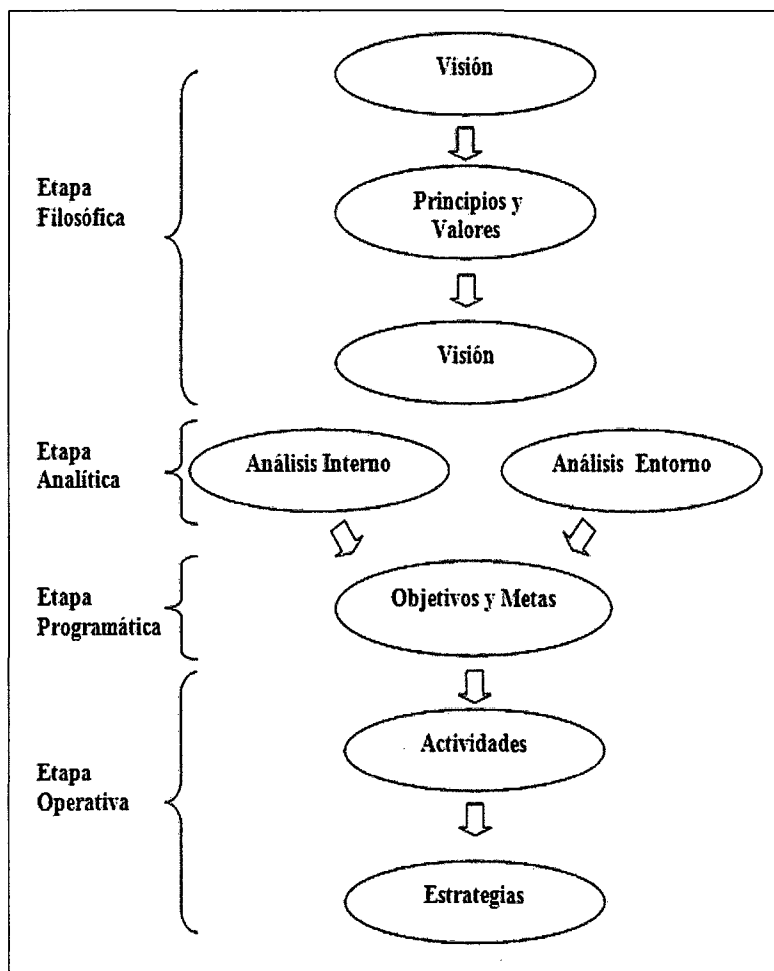 Visión
Etapa
Filosófica
Principios y
Valores
Visión
Etapa
Analítica
Análisis Interno
Análisis Entorno
Etapa
Programática
Objetivos y Metas
Actividades
Etapa
Operativa
Estrategias